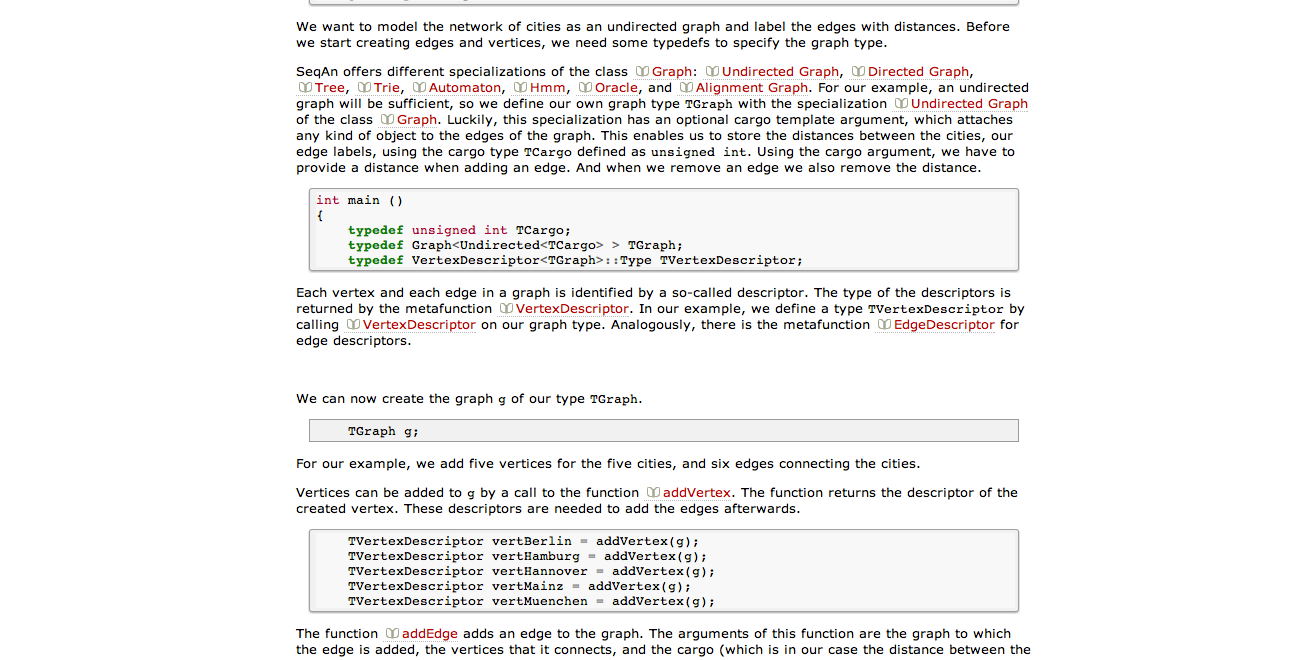 We want to model the network of cities as an undirected graph and label the edges with distances. Before
we start creating edges and vertices, we need some typedefs to specify the graph type.
SeqAn offers different specializations of the class Graph: Undirected Graph, Directed Graph,
Tree, Trie, Automaton, Hmm, Oracle, and Alignment Graph. For our example, an undirected
graph will be sufficient, so we define our own graph type TGraph with the specialization Undirected Graph
of the class Graph. Luckily, this specialization has an optional cargo template argument, which attaches
any kind of object to the edges of the graph. This enables us to store the distances between the cities, our
edge labels, using the cargo type TCargo defined as unsigned int. Using the cargo argument, we have to
provide a distance when adding an edge. And when we remove an edge we also remove the distance.
int main ()
{
    typedef unsigned int TCargo;
    typedef Graph<Undirected<TCargo> > TGraph;
    typedef VertexDescriptor<TGraph>::Type TVertexDescriptor;
Each vertex and each edge in a graph is identified by a so-called descriptor. The type of the descriptors is
returned by the metafunction VertexDescriptor. In our example, we define a type TVertexDescriptor by
calling VertexDescriptor on our graph type. Analogously, there is the metafunction EdgeDescriptor for
edge descriptors.
We can now create the graph g of our type TGraph.
    TGraph g;
For our example, we add five vertices for the five cities, and six edges connecting the cities.
Vertices can be added to g by a call to the function addVertex. The function returns the descriptor of the
created vertex. These descriptors are needed to add the edges afterwards.
    TVertexDescriptor vertBerlin = addVertex(g);
    TVertexDescriptor vertHamburg = addVertex(g);
    TVertexDescriptor vertHannover = addVertex(g);
    TVertexDescriptor vertMainz = addVertex(g);
    TVertexDescriptor vertMuenchen = addVertex(g);
The function addEdge adds an edge to the graph. The arguments of this function are the graph to which
the edge is added, the vertices that it connects, and the cargo (which is in our case the distance between the